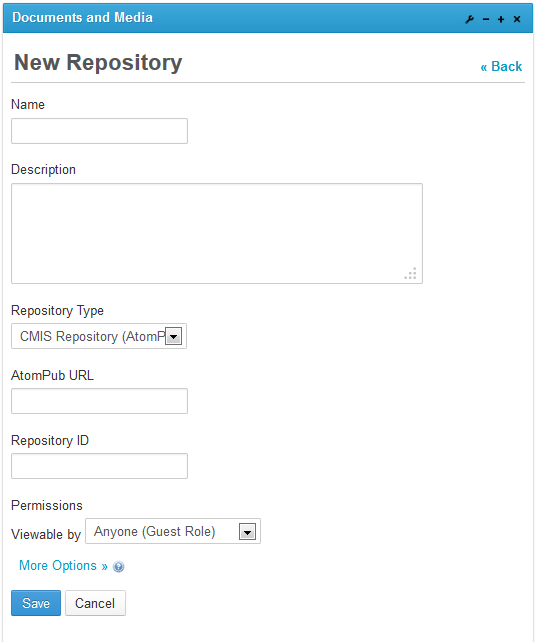 Documents and Media
New Repository
« Back
Name
Description
Repository Type
CMIS Repository (AtomP
AtomPub URL
Repository ID
Permissions
Viewable by Anyone (Guest Role)
More Options »
Save Cancel